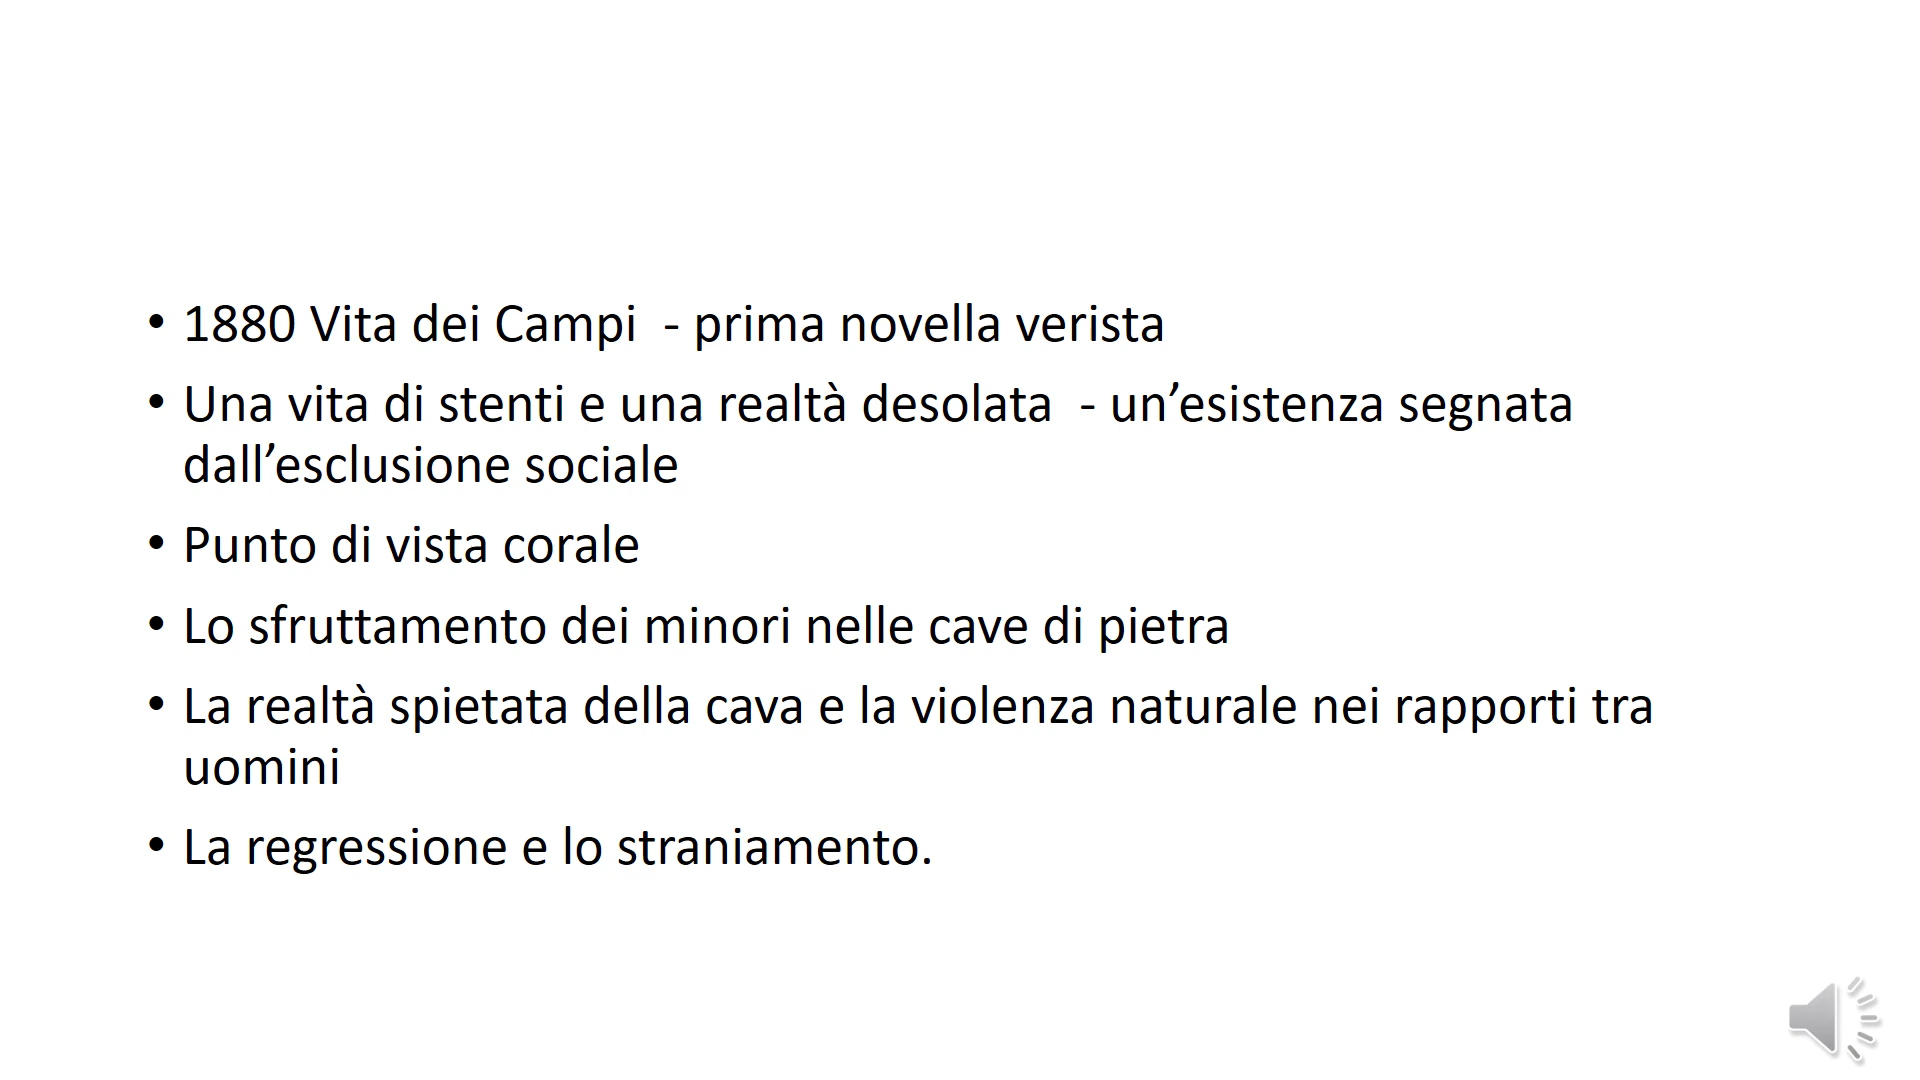 • 1880 Vita dei Campi  - prima novella verista
• Una vita di stenti e una realtà desolata  - un’esistenza segnata
dall’esclusione sociale
• Punto di vista corale
• Lo sfruttamento dei minori nelle cave di pietra
• La realtà spietata della cava e la violenza naturale nei rapporti tra
uomini
• La regressione e lo straniamento.